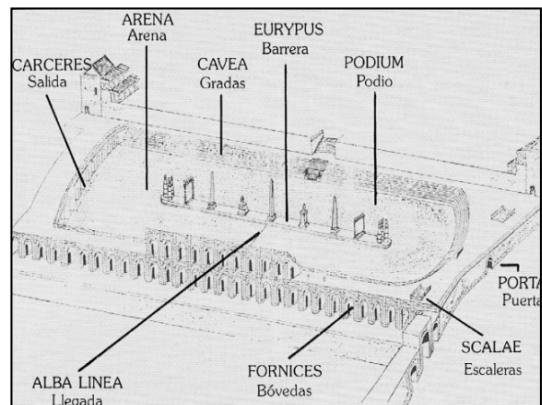 ARENA
Arena
EURYPUS
Barrera
CARCERES
Salida
CAVEA
Gradas
PODIUM
Podio
PORTA
Puerta
SCALAE
Escaleras
FORNICES
Bóvedas
ALBA LINEA
Llegada